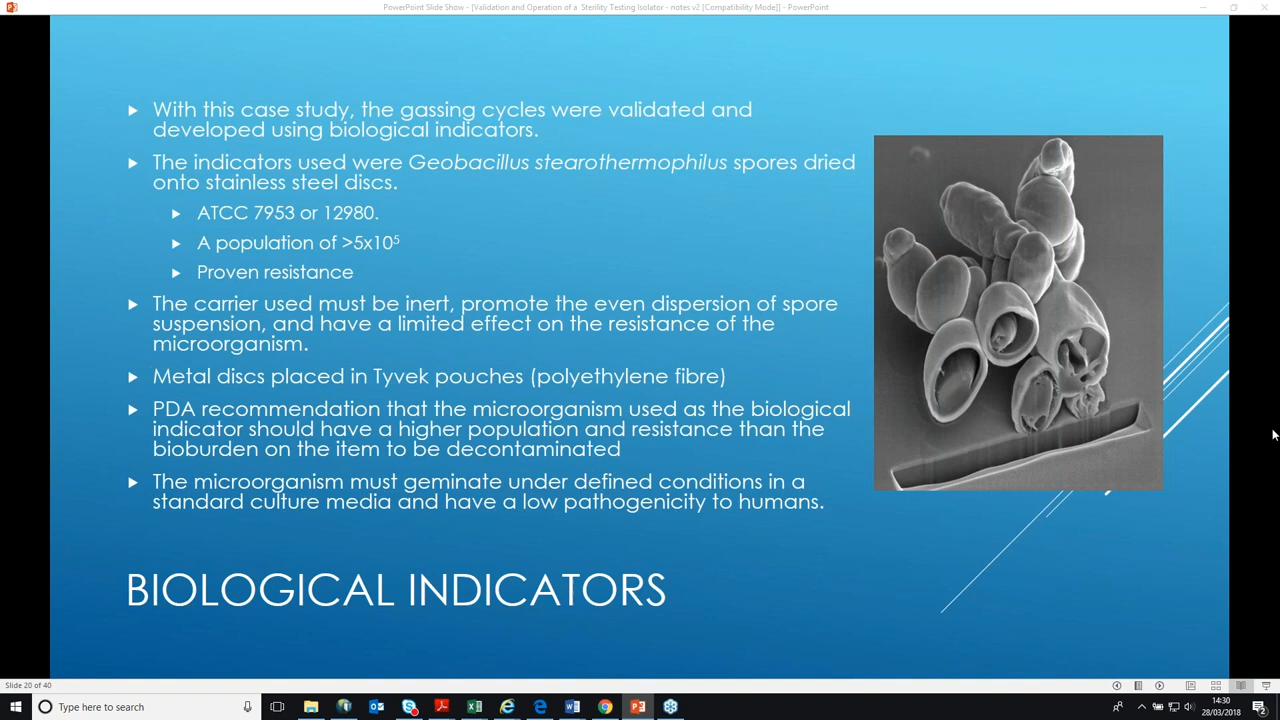 PowerPoint Slide Show - [Validation and Operation of a Sterility Testing Isolator - notes v2 [Compatibility Mode]] - PowerPoint
With this case study, the gassing cycles were validated and
developed using biological indicators.
The indicators used were Geobacillus stearothermophilus spores dried
onto stainless steel discs.
ATCC 7953 or 12980.
A population of >5x10⁵
Proven resistance
The carrier used must be inert, promote the even dispersion of spore
suspension, and have a limited effect on the resistance of the
microorganism.
Metal discs placed in Tyvek pouches (polyethylene fibre)
PDA recommendation that the microorganism used as the biological
indicator should have a higher population and resistance than the
bioburden on the item to be decontaminated
The microorganism must geminate under defined conditions in a
standard culture media and have a low pathogenicity to humans.
BIOLOGICAL INDICATORS
Slide 20 of 40
Type here to search
14:30
28/03/2018